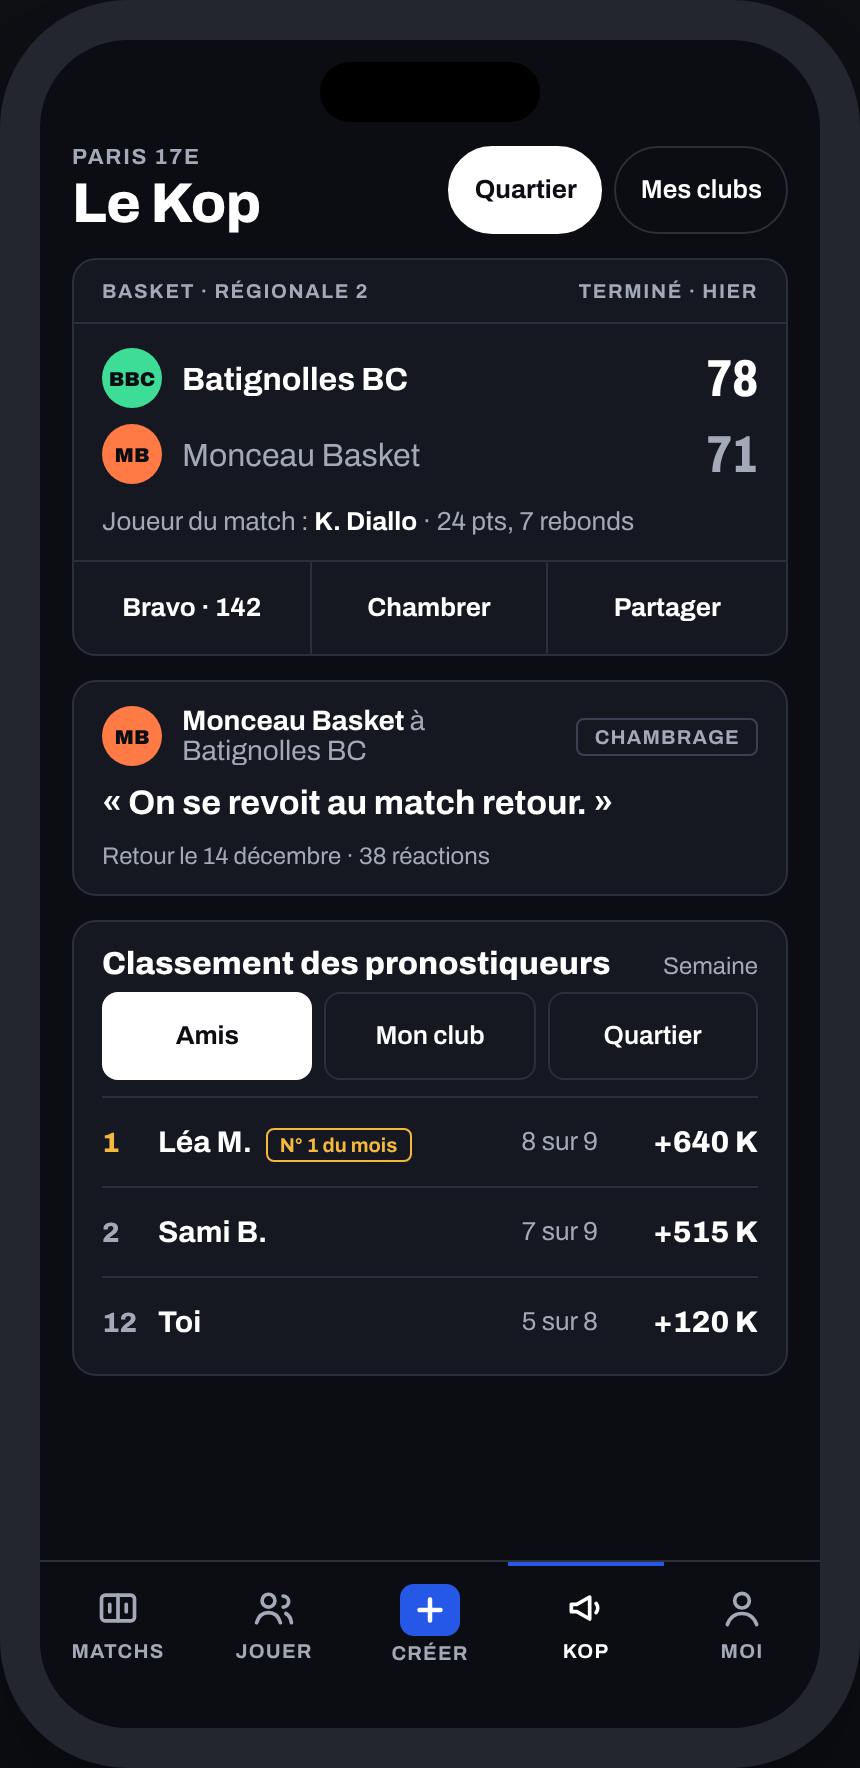 PARIS 17E
Le Kop
Quartier
Mes clubs
BASKET · RÉGIONALE 2
TERMINÉ · HIER
BBC
Batignolles BC
78
MB
Monceau Basket
71
Joueur du match : K. Diallo · 24 pts, 7 rebonds
Bravo · 142
Chambrer
Partager
MB
Monceau Basket à
Batignolles BC
CHAMBRAGE
« On se revoit au match retour. »
Retour le 14 décembre · 38 réactions
Classement des pronostiqueurs
Semaine
Amis
Mon club
Quartier
1 Léa M. N° 1 du mois 8 sur 9 +640 K
2 Sami B. 7 sur 9 +515 K
12 Toi 5 sur 8 +120 K
MATCHS
JOUER
CRÉER
KOP
MOI